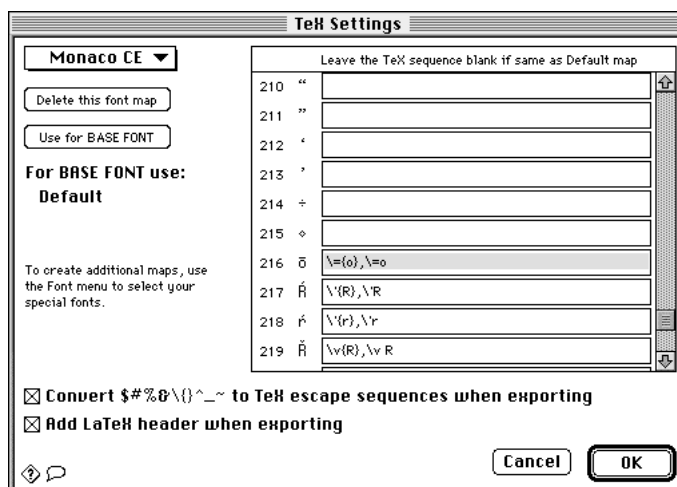 TeX Settings
Monaco CE
Leave the TeX sequence blank if same as Default map
Delete this font map
Use for BASE FONT
For BASE FONT use:
Default
To create additional maps, use
the Font menu to select your
special fonts.
210 “
211 ”
212 ‘
213 ’
214 ÷
215 ◇
216 ō \={o},\=o
217 Ŕ \'{R},\'R
218 ŕ \'{r},\'r
219 Ř \v{R},\v R
Convert $#%&\{}^_~ to TeX escape sequences when exporting
Add LaTeX header when exporting
Cancel
OK